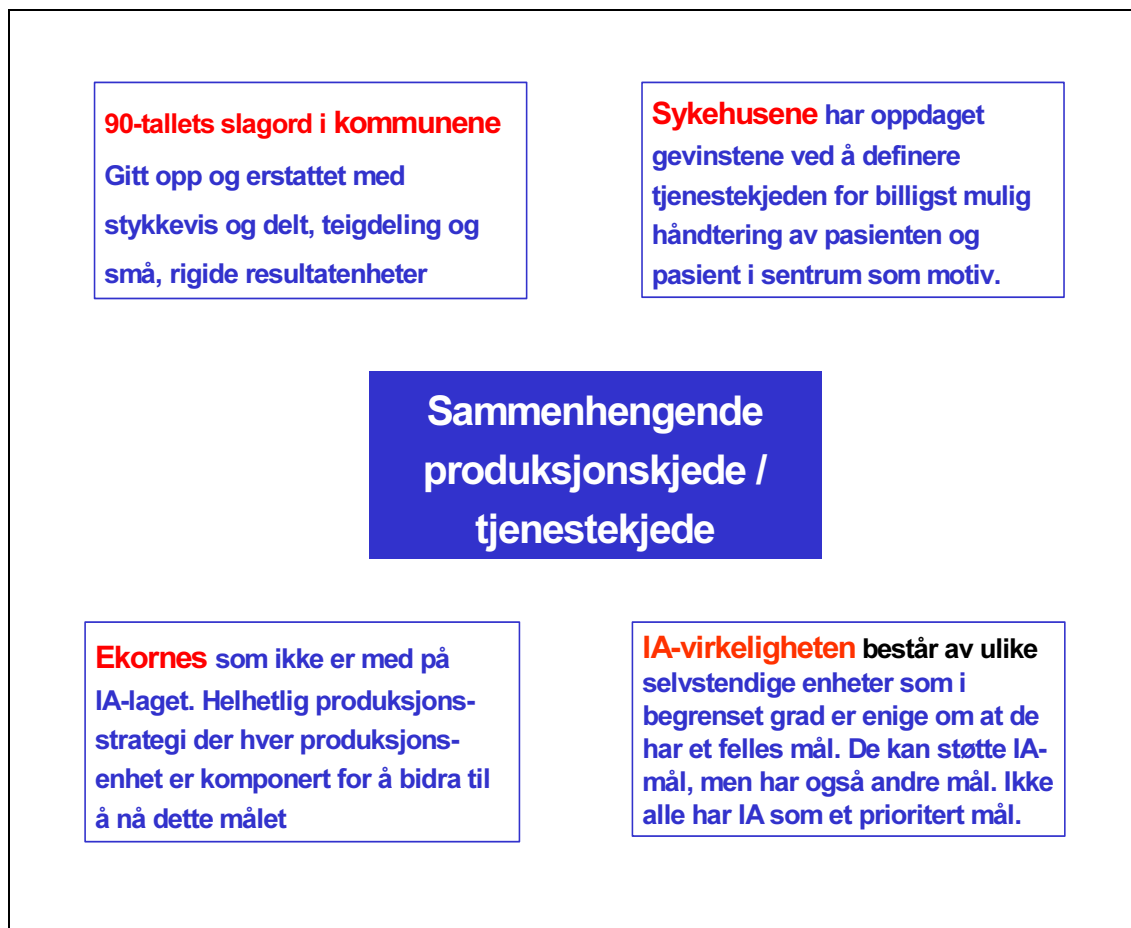 90-tallets slagord i kommunene
Gitt opp og erstattet med
stykkevis og delt, teigdeling og
små, rigide resultatenheter
Sykehusene har oppdaget
gevinstene ved å definere
tjenestekjeden for billigst mulig
håndtering av pasienten og
pasient i sentrum som motiv.
Sammenhengende
produksjonskjede /
tjenestekjede
Ekornes som ikke er med på
IA-laget. Helhetlig produksjons-
strategi der hver produksjons-
enhet er komponert for å bidra til
å nå dette målet
IA-virkeligheten består av ulike
selvstendige enheter som i
begrenset grad er enige om at de
har et felles mål. De kan støtte IA-
mål, men har også andre mål. Ikke
alle har IA som et prioritert mål.